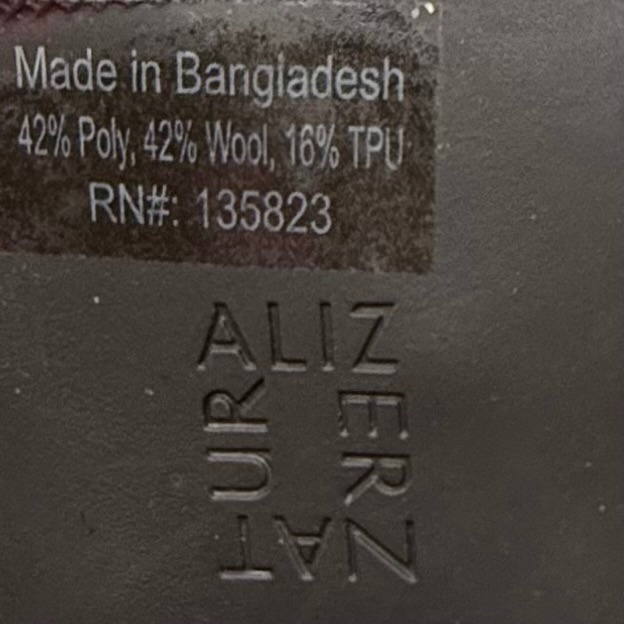 Made in Bangladesh
42% Poly, 42% Wool, 16% TPU
RN#: 135823
NATURALIZER